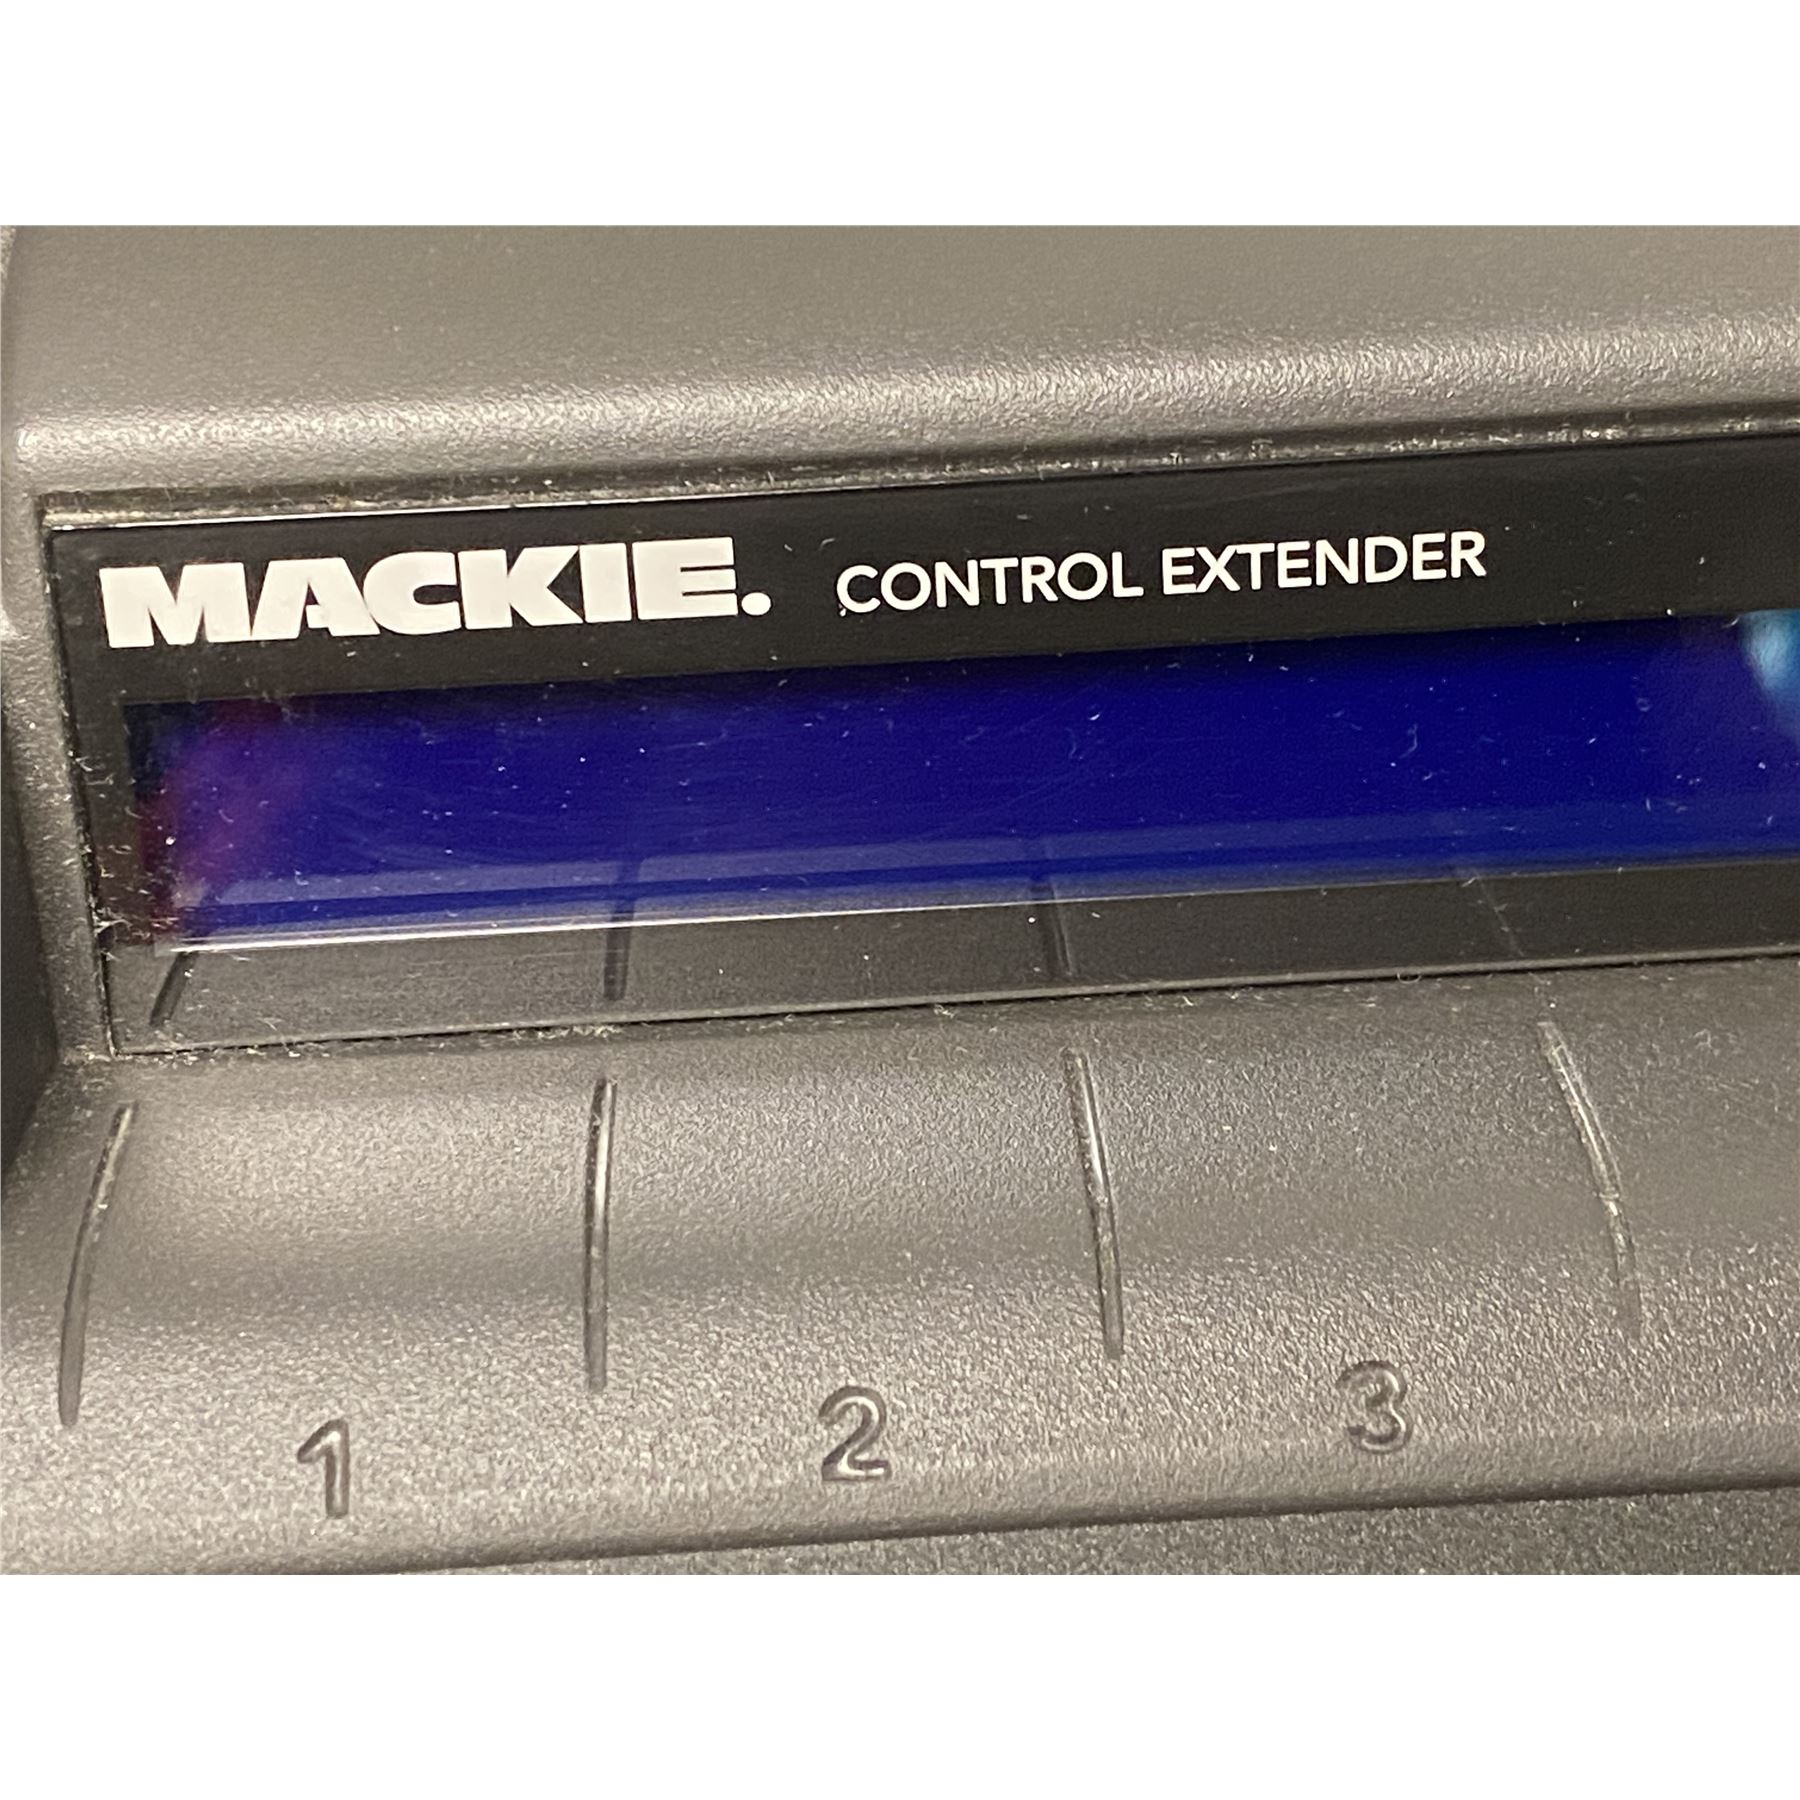 MACKIE. CONTROL EXTENDER
1 2 3